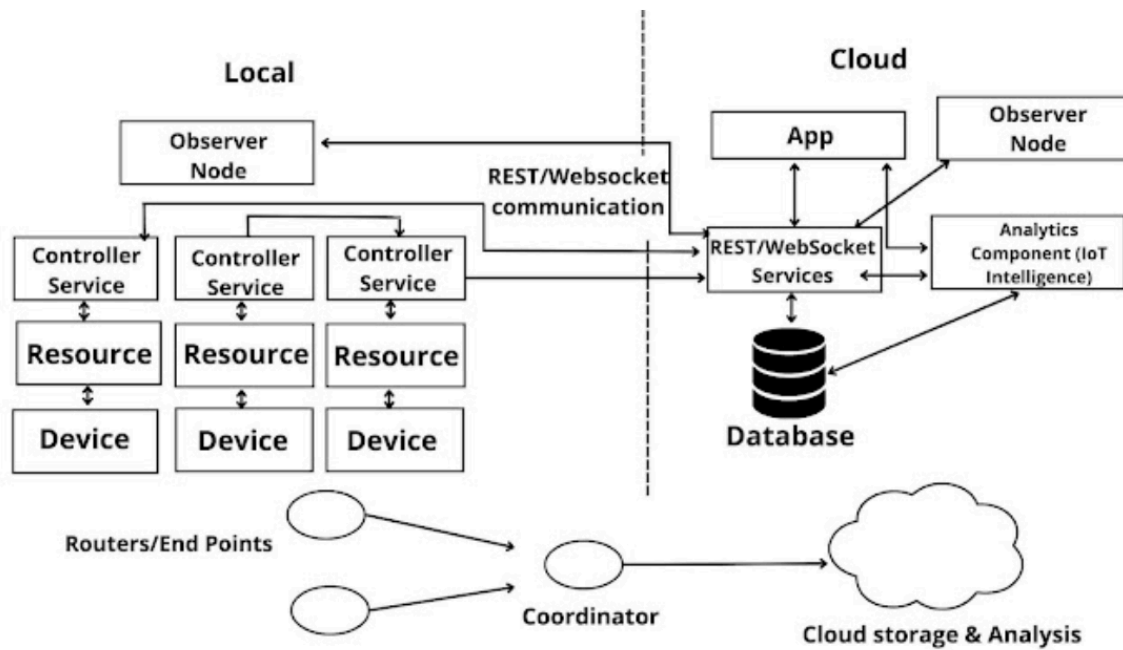 Local
Cloud
Observer
Node
App
Observer
Node
REST/Websocket
communication
Controller
Service
Controller
Service
Controller
Service
REST/WebSocket
Services
Analytics
Component (IoT
Intelligence)
Resource
Resource
Resource
Device
Device
Device
Database
Routers/End Points
Coordinator
Cloud storage & Analysis